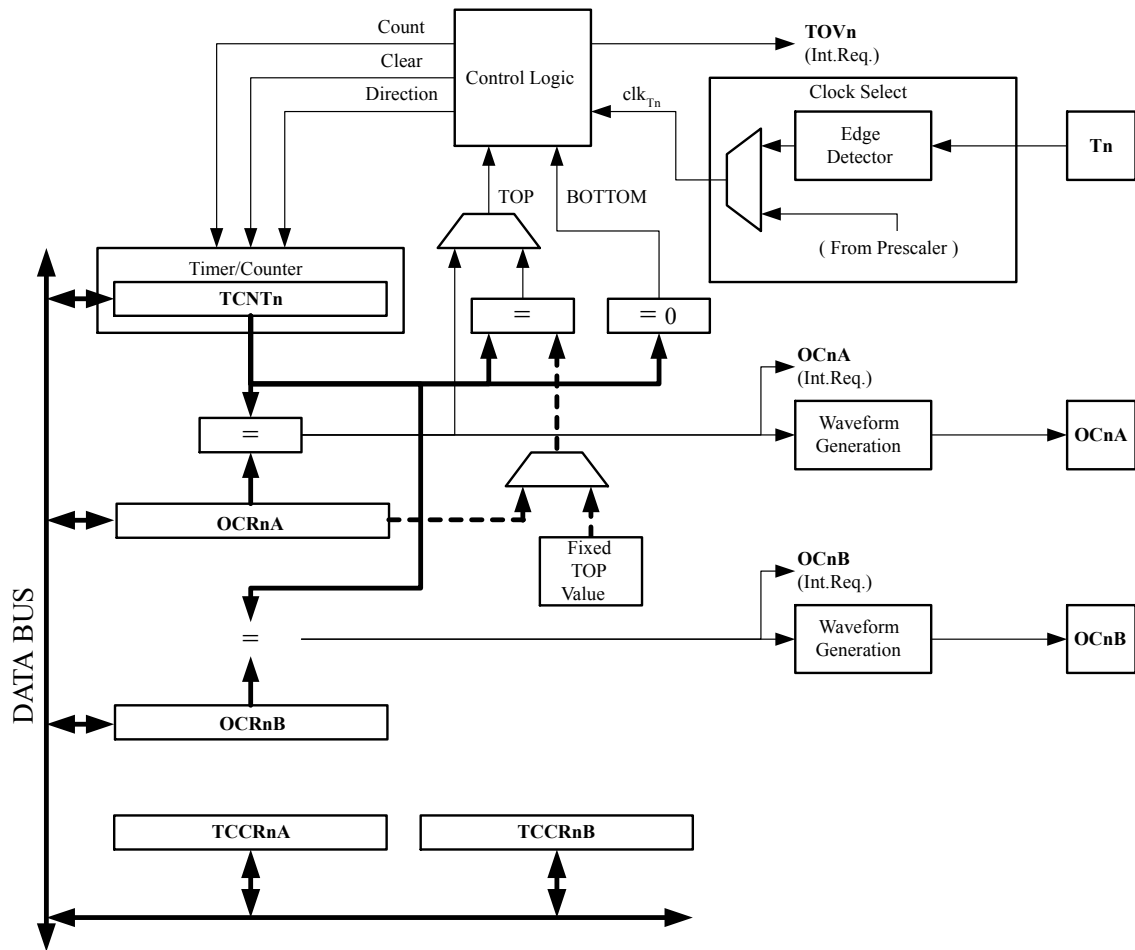 Count
Clear
Direction
Control Logic
TOVn
(Int.Req.)
clkTn
Clock Select
Edge
Detector
Tn
( From Prescaler )
TOP
BOTTOM
Timer/Counter
TCNTn
=
= 0
OCnA
(Int.Req.)
=
Waveform
Generation
OCnA
OCRnA
Fixed
TOP
Value
OCnB
(Int.Req.)
=
Waveform
Generation
OCnB
OCRnB
DATA BUS
TCCRnA
TCCRnB